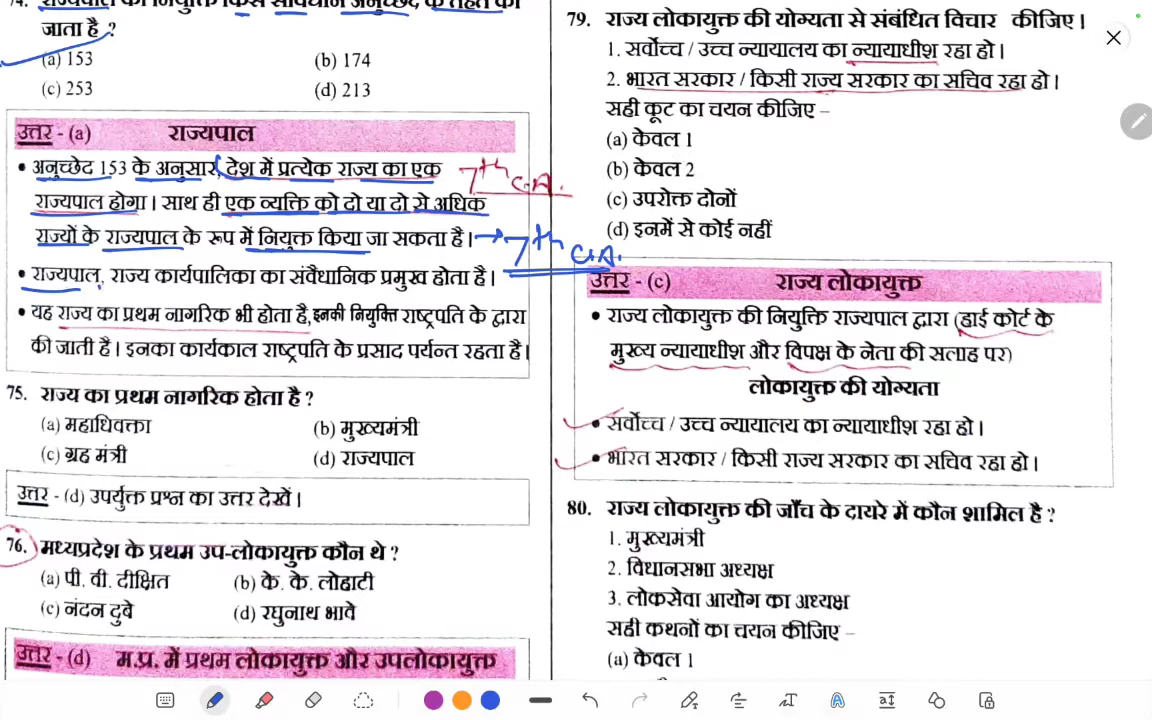 74. राज्यपाल की नियुक्ति किस संविधान अनुच्छेद के तहत की
जाता है ?
(a) 153 (b) 174
(c) 253 (d) 213
उत्तर - (a) राज्यपाल
• अनुच्छेद 153 के अनुसार, देश में प्रत्येक राज्य का एक
7th C.A.
राज्यपाल होगा। साथ ही एक व्यक्ति को दो या दो से अधिक
राज्यों के राज्यपाल के रूप में नियुक्त किया जा सकता है। → 7th C.A.
• राज्यपाल, राज्य कार्यपालिका का संवैधानिक प्रमुख होता है।
• यह राज्य का प्रथम नागरिक भी होता है, इनकी नियुक्ति राष्ट्रपति के द्वारा
की जाती है। इनका कार्यकाल राष्ट्रपति के प्रसाद पर्यन्त रहता है।
75. राज्य का प्रथम नागरिक होता है ?
(a) महाधिवक्ता (b) मुख्यमंत्री
(c) ग्रह मंत्री (d) राज्यपाल
उत्तर - (d) उपर्युक्त प्रश्न का उत्तर देखें।
76. मध्यप्रदेश के प्रथम उप-लोकायुक्त कौन थे ?
(a) पी. वी. दीक्षित (b) के. के. लोहाटी
(c) नंदन दुबे (d) रघुनाथ भावे
उत्तर - (d) म.प्र. में प्रथम लोकायुक्त और उपलोकायुक्त
79. राज्य लोकायुक्त की योग्यता से संबंधित विचार कीजिए।
1. सर्वोच्च / उच्च न्यायालय का न्यायाधीश रहा हो।
2. भारत सरकार / किसी राज्य सरकार का सचिव रहा हो।
सही कूट का चयन कीजिए –
(a) केवल 1
(b) केवल 2
(c) उपरोक्त दोनों
(d) इनमें से कोई नहीं
उत्तर - (c) राज्य लोकायुक्त
• राज्य लोकायुक्त की नियुक्ति राज्यपाल द्वारा (हाई कोर्ट के
मुख्य न्यायाधीश और विपक्ष के नेता की सलाह पर)
लोकायुक्त की योग्यता
• सर्वोच्च / उच्च न्यायालय का न्यायाधीश रहा हो।
• भारत सरकार / किसी राज्य सरकार का सचिव रहा हो।
80. राज्य लोकायुक्त की जाँच के दायरे में कौन शामिल है ?
1. मुख्यमंत्री
2. विधानसभा अध्यक्ष
3. लोकसेवा आयोग का अध्यक्ष
सही कथनों का चयन कीजिए –
(a) केवल 1